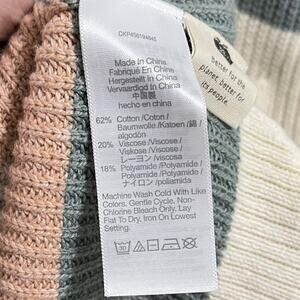 CKP456194845
Made In China
Fabriqué En China
Hergestellt In China
Vervaardigd In China
中国製
hecho en china
62% Cotton/Coton/
Baumwolle/Katoen/綿/
algodón
20% Viscose/Viscose/
Viskose/Viscose/
レーヨン/viscosa
18% Polyamide/Polyamide/
Polyamide/Polyamide/
ナイロン/poliamida
Machine Wash Cold With Like
Colors. Gentle Cycle. Non-
Chlorine Bleach Only. Lay
Flat To Dry. Iron On Lowest
Setting.
Better for the
planet, better for
its people.